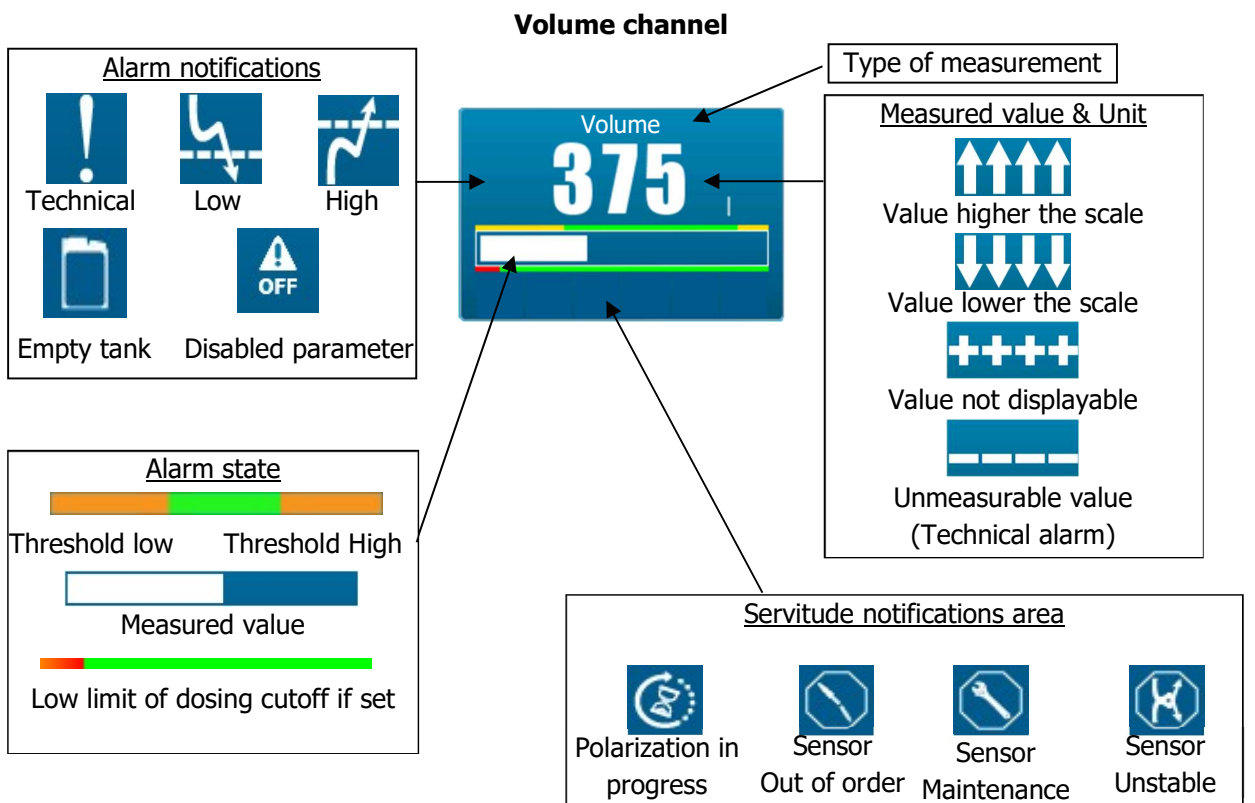 Volume channel
Alarm notifications
Technical
Low
High
OFF
Empty tank
Disabled parameter
Type of measurement
Volume
375
l
Measured value & Unit
Value higher the scale
Value lower the scale
Value not displayable
Unmeasurable value
(Technical alarm)
Alarm state
Threshold low
Threshold High
Measured value
Low limit of dosing cutoff if set
Servitude notifications area
Polarization in
progress
Sensor
Out of order
Sensor
Maintenance
Sensor
Unstable